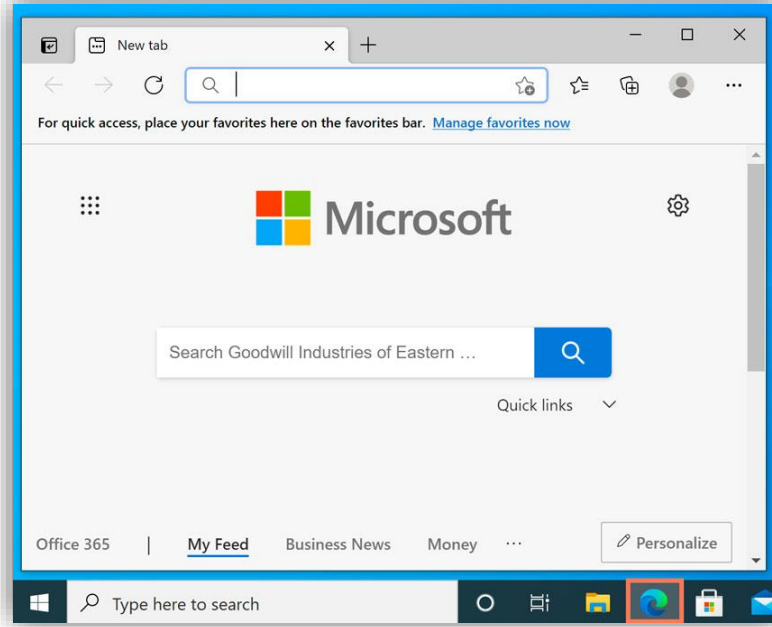 New tab
For quick access, place your favorites here on the favorites bar. Manage favorites now
Microsoft
Search Goodwill Industries of Eastern ...
Quick links
Office 365 | My Feed Business News Money ... Personalize
Type here to search